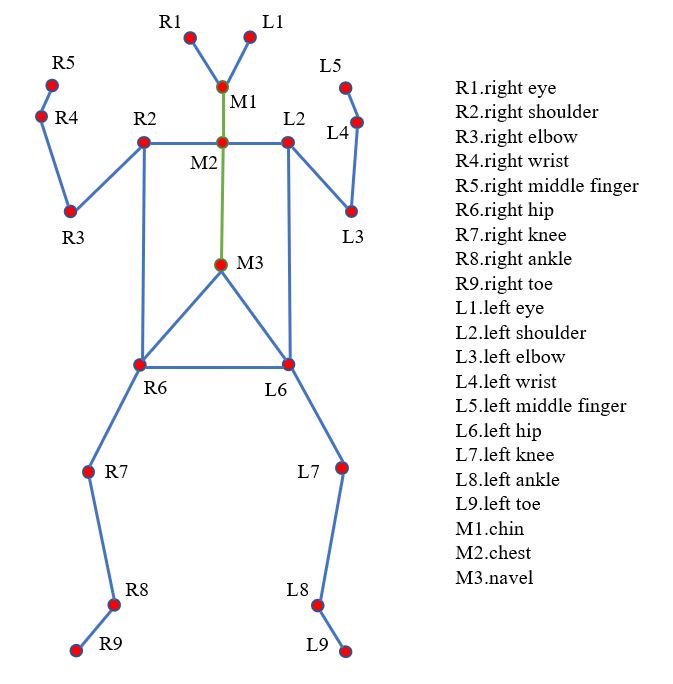 R1
L1
R5
L5
M1
R4
R2
L2
L4
M2
R3
L3
M3
R6
L6
R7
L7
R8
L8
R9
L9
R1.right eye
R2.right shoulder
R3.right elbow
R4.right wrist
R5.right middle finger
R6.right hip
R7.right knee
R8.right ankle
R9.right toe
L1.left eye
L2.left shoulder
L3.left elbow
L4.left wrist
L5.left middle finger
L6.left hip
L7.left knee
L8.left ankle
L9.left toe
M1.chin
M2.chest
M3.navel